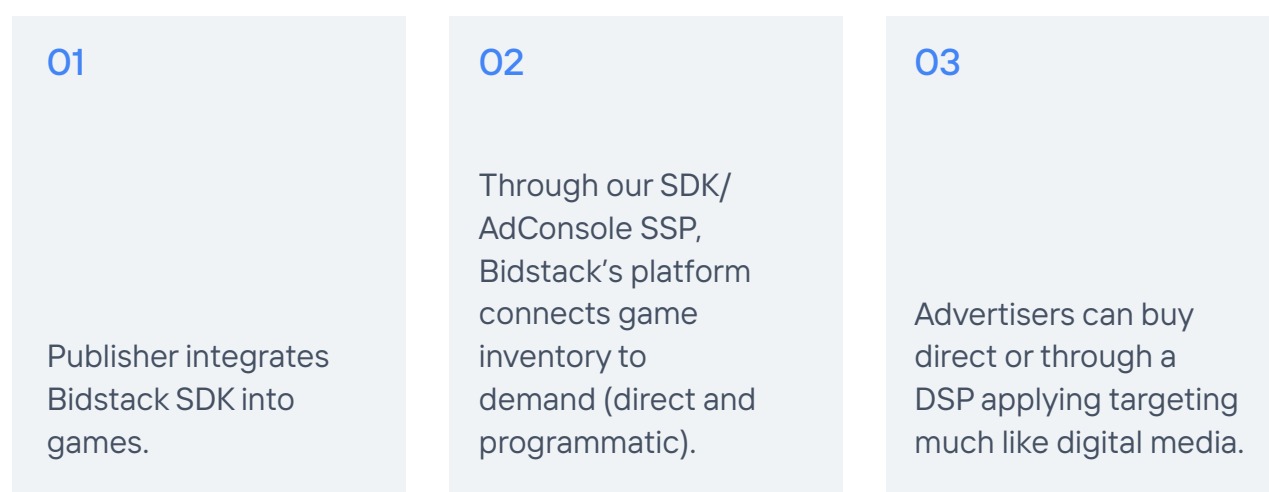 01
Publisher integrates
Bidstack SDK into
games.
02
Through our SDK/
AdConsole SSP,
Bidstack’s platform
connects game
inventory to
demand (direct and
programmatic).
03
Advertisers can buy
direct or through a
DSP applying targeting
much like digital media.